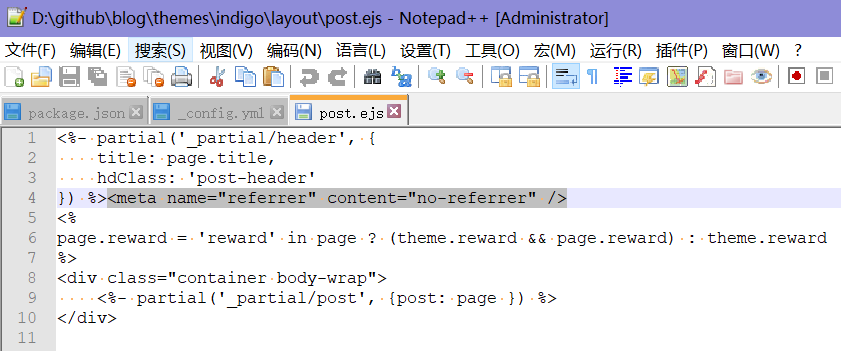 D:\github\blog\themes\indigo\layout\post.ejs - Notepad++ [Administrator]
文件(F) 编辑(E) 搜索(S) 视图(V) 编码(N) 语言(L) 设置(T) 工具(O) 宏(M) 运行(R) 插件(P) 窗口(W) ?
package.json _config.yml post.ejs
1 <%- partial('_partial/header', {
2     title: page.title,
3     hdClass: 'post-header'
4 }) %><meta name="referrer" content="no-referrer" />
5 <%
6 page.reward = 'reward' in page ? (theme.reward && page.reward) : theme.reward
7 %>
8 <div class="container body-wrap">
9     <%- partial('_partial/post', {post: page }) %>
10 </div>
11